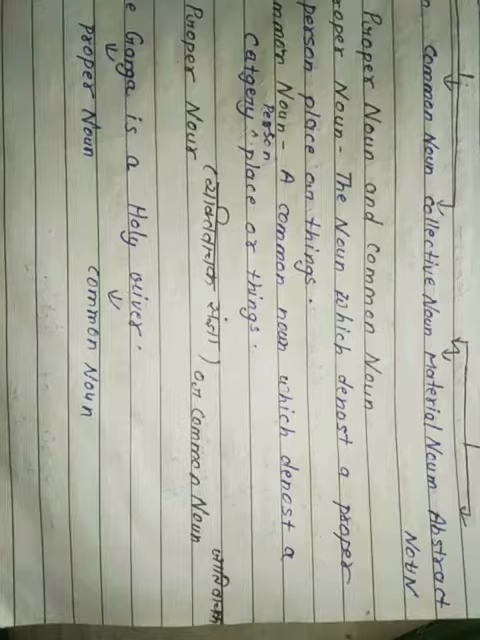 Common Noun collective Noun Material Noun Abstract
Noun
Proper Noun and common Noun
roper Noun - The Noun which denost a proper
person place or things.
mmon Noun - A common noun which denost a
Catgeny ^ person place or things.
Proper Noun (व्यक्तिवाचक संज्ञा) or Common Noun जातिवाचक
e Ganga is a Holy river.
proper Noun common Noun